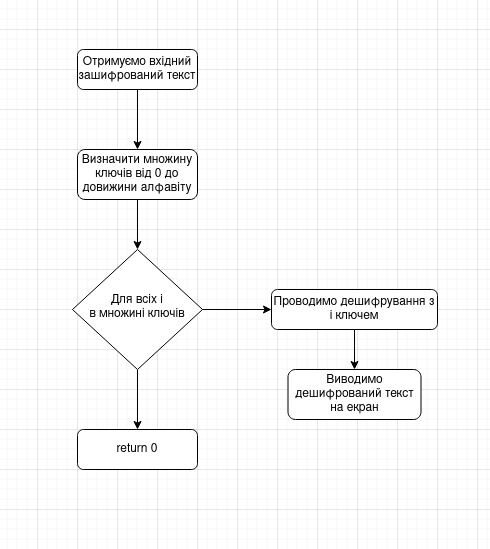 Отримуємо вхідний
зашифрований текст
Визначити множину
ключів від 0 до
довижини алфавіту
Для всіх і
в множині ключів
Проводимо дешифрування з
і ключем
Виводимо
дешифрований текст
на екран
return 0